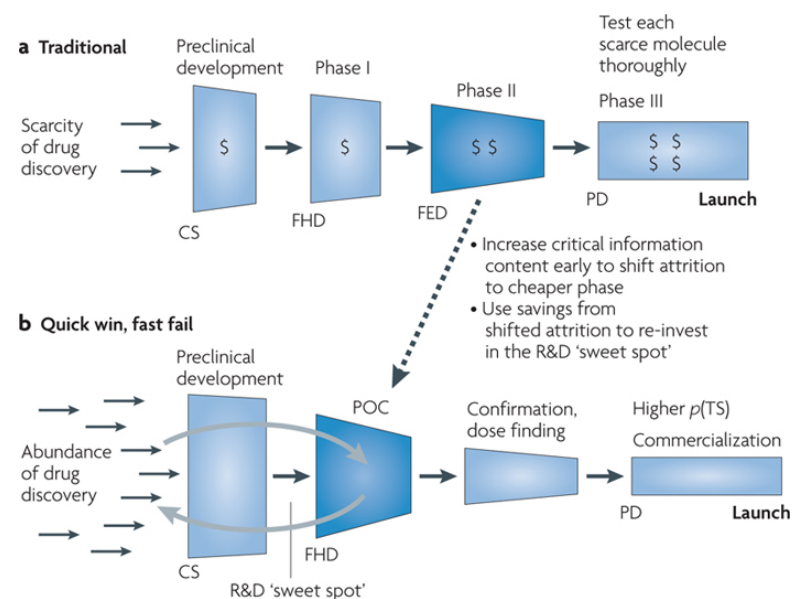 a Traditional
Preclinical
development
Phase I
Phase II
Test each
scarce molecule
thoroughly
Phase III
Scarcity
of drug
discovery
$
$
$ $
$ $
$ $
CS
FHD
FED
PD
Launch
• Increase critical information
content early to shift attrition
to cheaper phase
• Use savings from
shifted attrition to re-invest
in the R&D ‘sweet spot’
b Quick win, fast fail
Preclinical
development
POC
Confirmation,
dose finding
Higher p(TS)
Commercialization
Abundance
of drug
discovery
CS
FHD
PD
Launch
R&D ‘sweet spot’